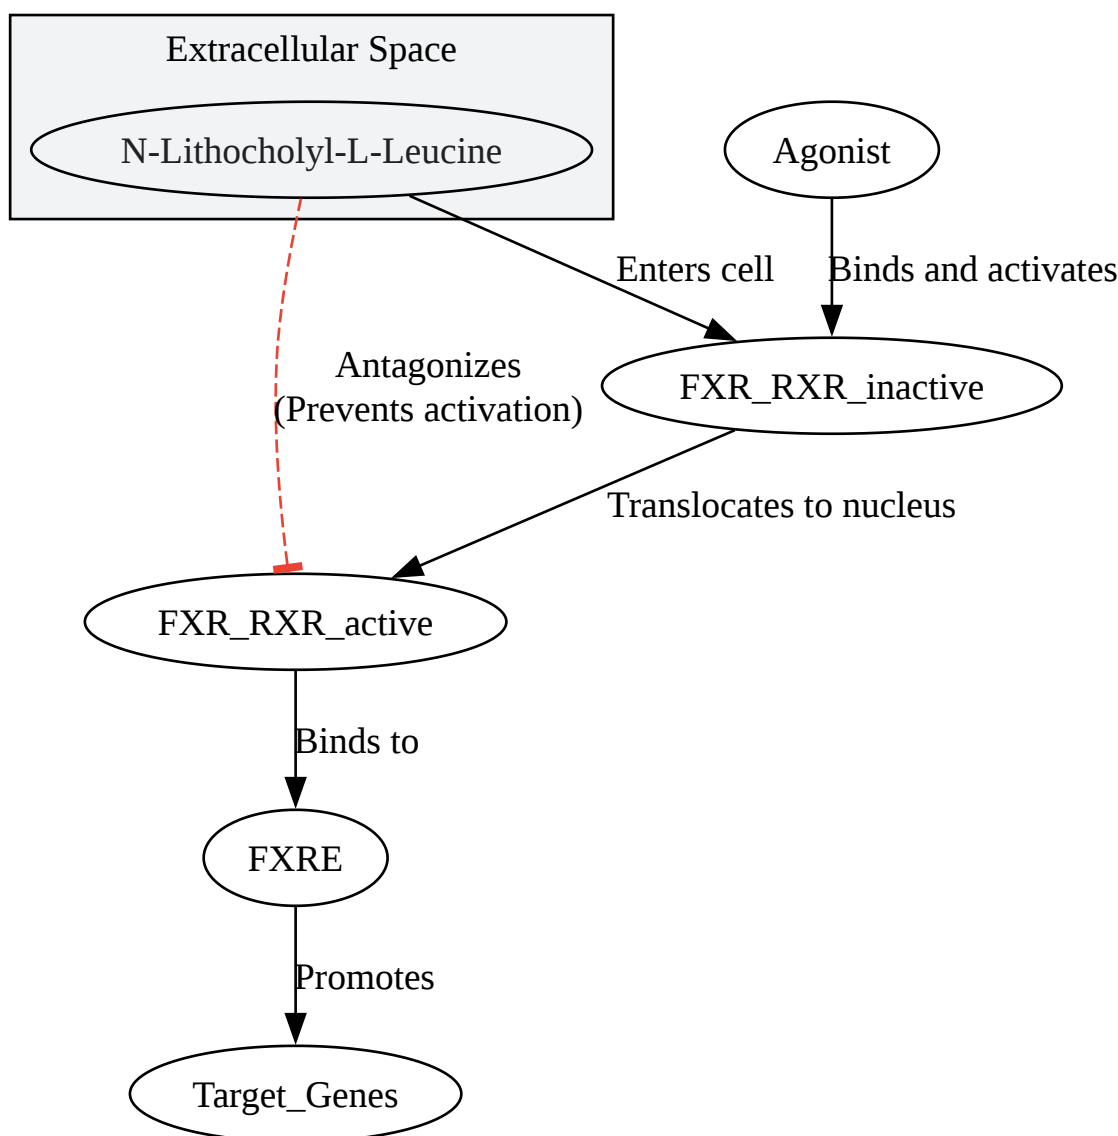 Extracellular Space
N-Lithocholyl-L-Leucine
Agonist
Enters cell
Binds and activates
Antagonizes
(Prevents activation)
FXR_RXR_inactive
Translocates to nucleus
FXR_RXR_active
Binds to
FXRE
Promotes
Target_Genes